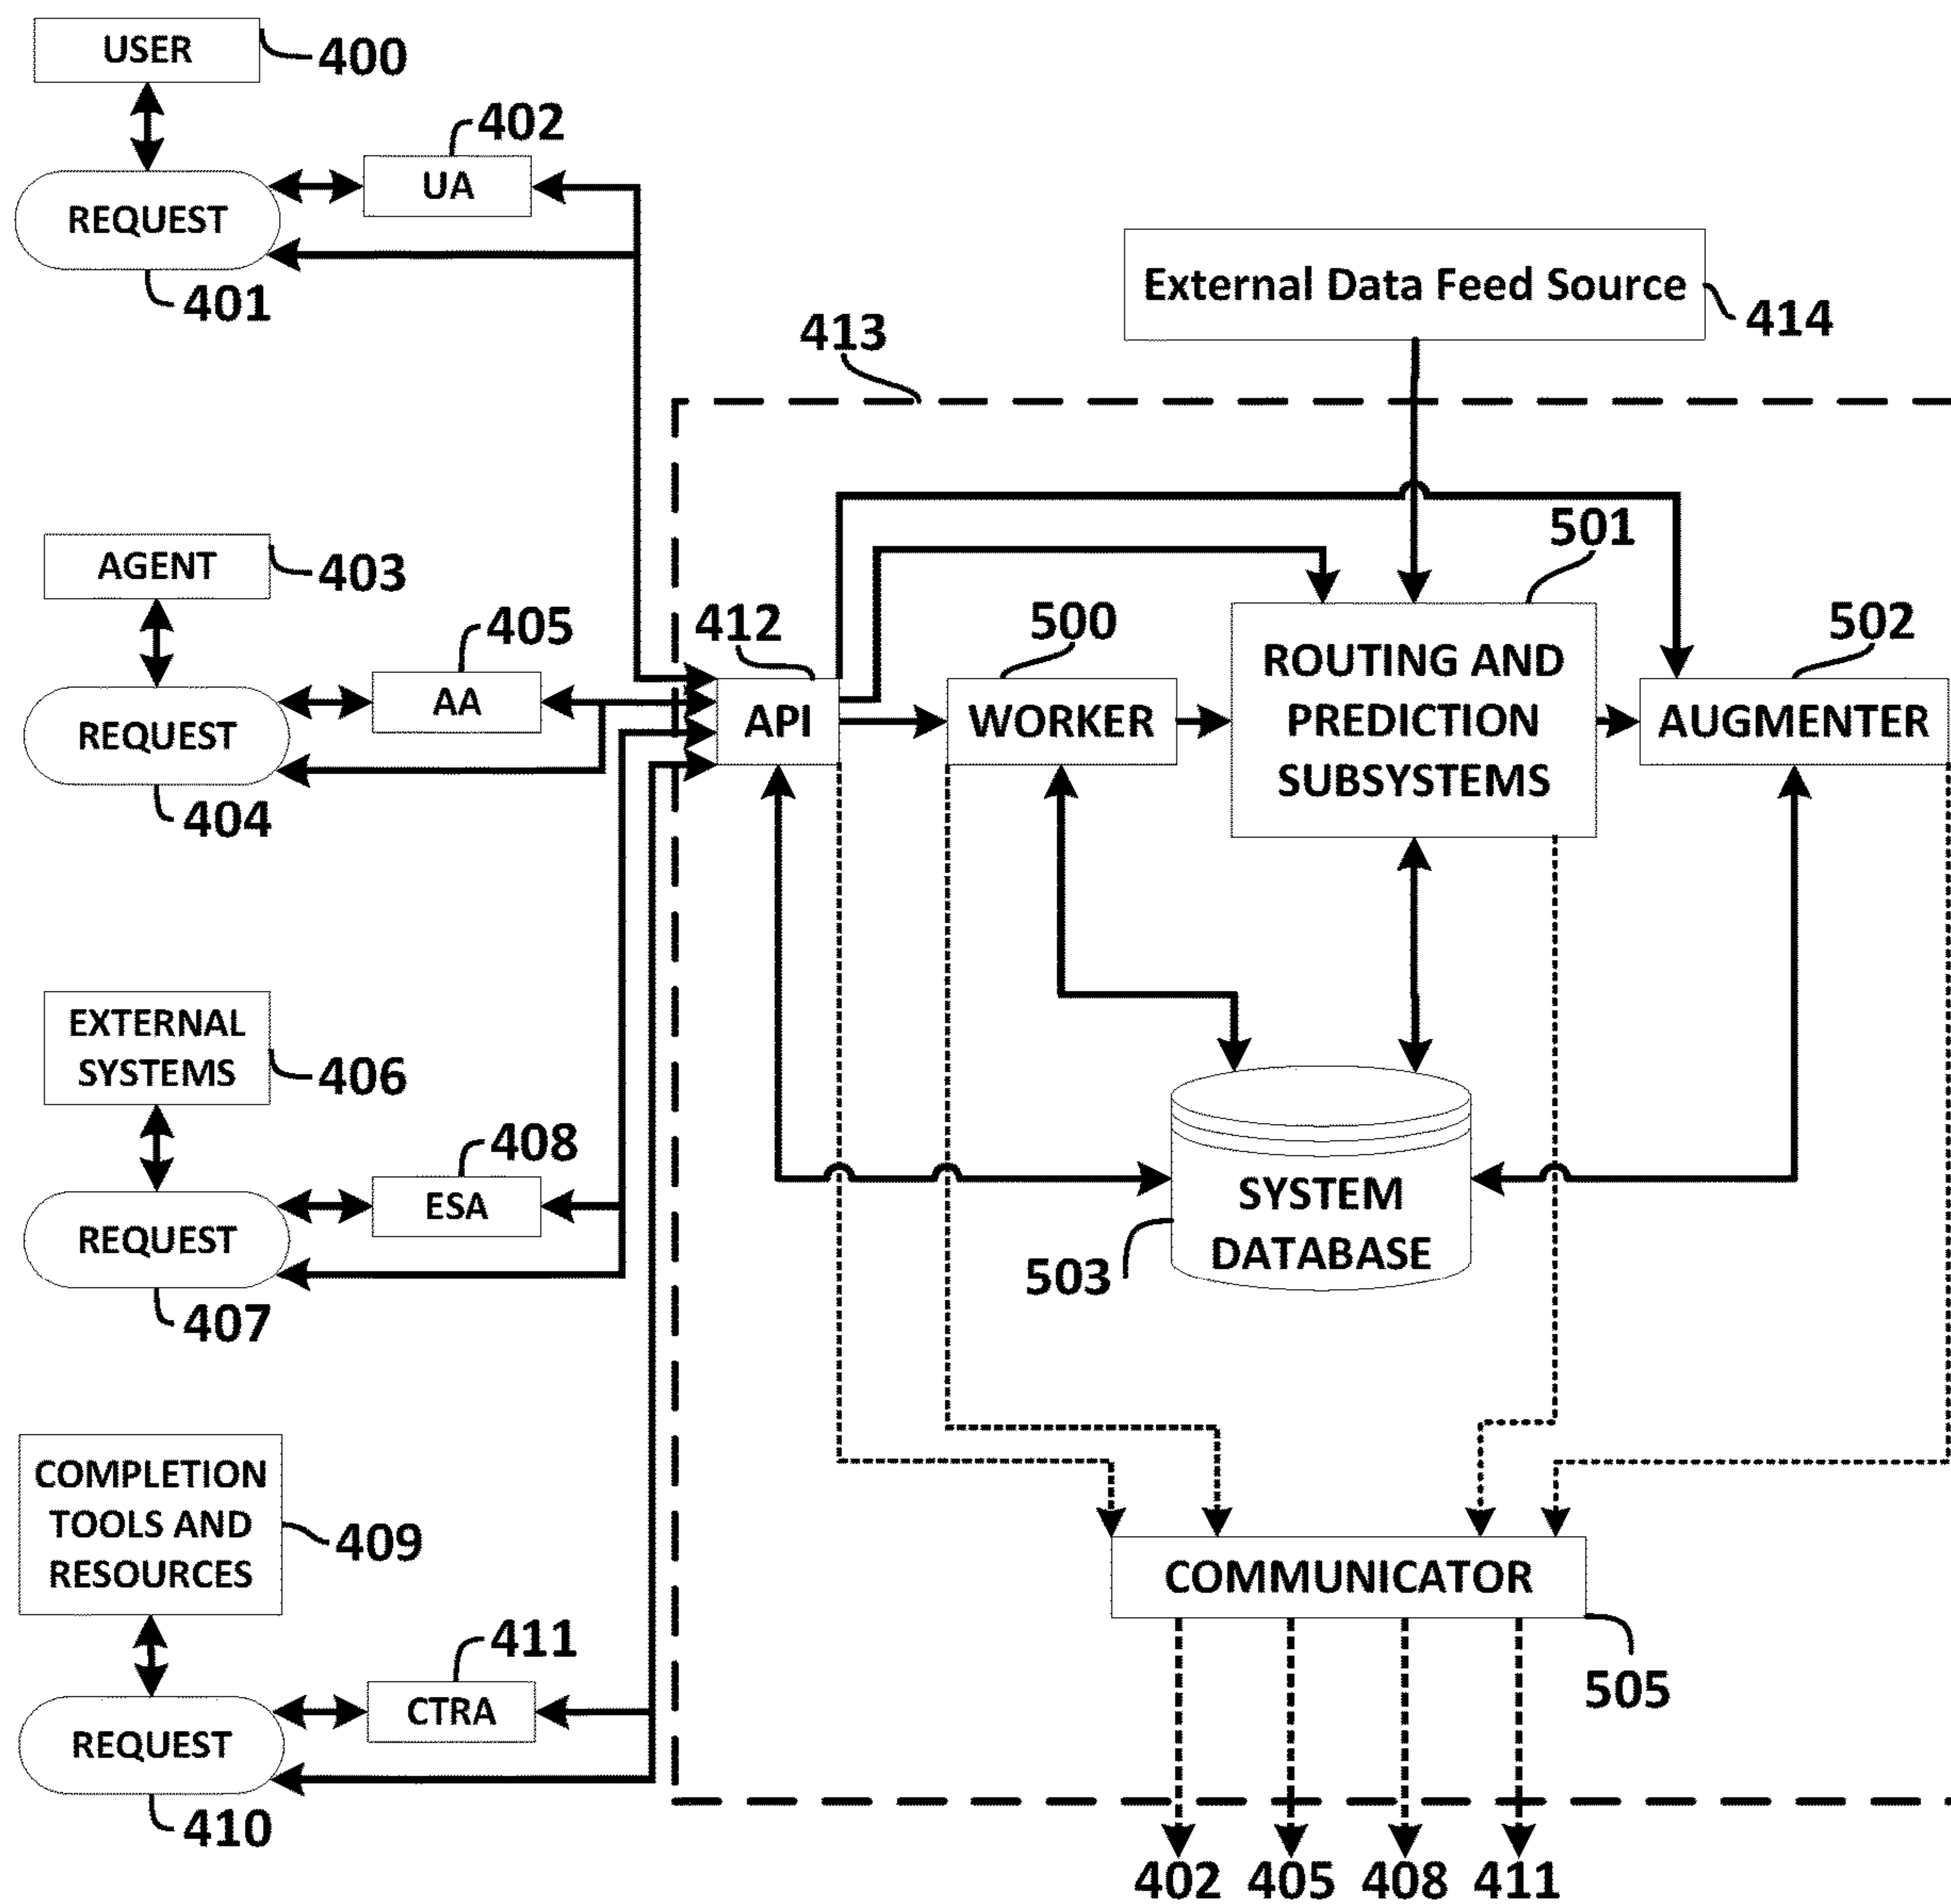 USER
400
402
UA
REQUEST
401
External Data Feed Source
414
413
AGENT
403
405
AA
REQUEST
404
412
API
500
WORKER
501
ROUTING AND
PREDICTION
SUBSYSTEMS
502
AUGMENTER
EXTERNAL
SYSTEMS
406
408
ESA
REQUEST
407
SYSTEM
DATABASE
503
COMPLETION
TOOLS AND
RESOURCES
409
411
CTRA
REQUEST
410
COMMUNICATOR
505
402
405
408
411